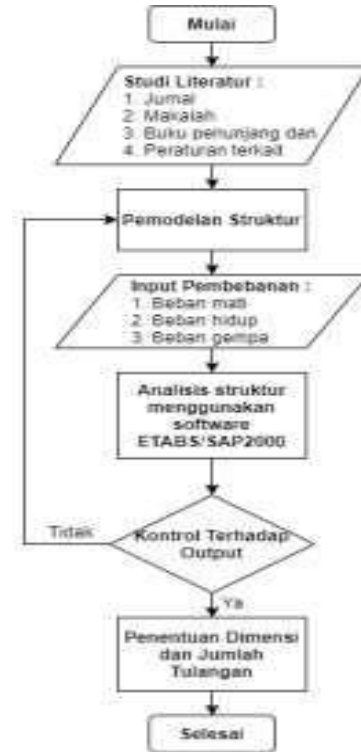 Mulai
Studi Literatur :
1. Jurnal
2. Makalah
3. Buku penunjang dan
4. Peraturan terkait
Pemodelan Struktur
Input Pembebanan :
1. Beban mati
2. Beban hidup
3. Beban gempa
Analisis struktur
menggunakan
software
ETABS/SAP2000
Kontrol Terhadap
Output
Tidak
Ya
Penentuan Dimensi
dan Jumlah
Tulangan
Selesai